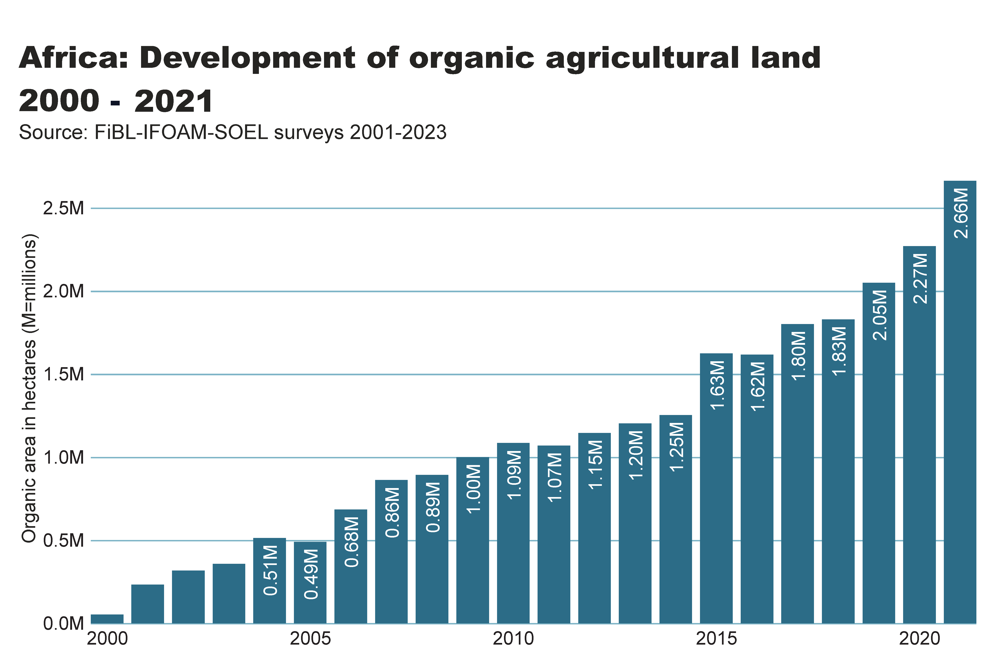 Africa: Development of organic agricultural land
2000 - 2021
Source: FiBL-IFOAM-SOEL surveys 2001-2023
Organic area in hectares (M=millions)
2.5M
2.0M
1.5M
1.0M
0.5M
0.0M
0.51M
0.49M
0.68M
0.86M
0.89M
1.00M
1.09M
1.07M
1.15M
1.20M
1.25M
1.63M
1.62M
1.80M
1.83M
2.05M
2.27M
2.66M
2000
2005
2010
2015
2020